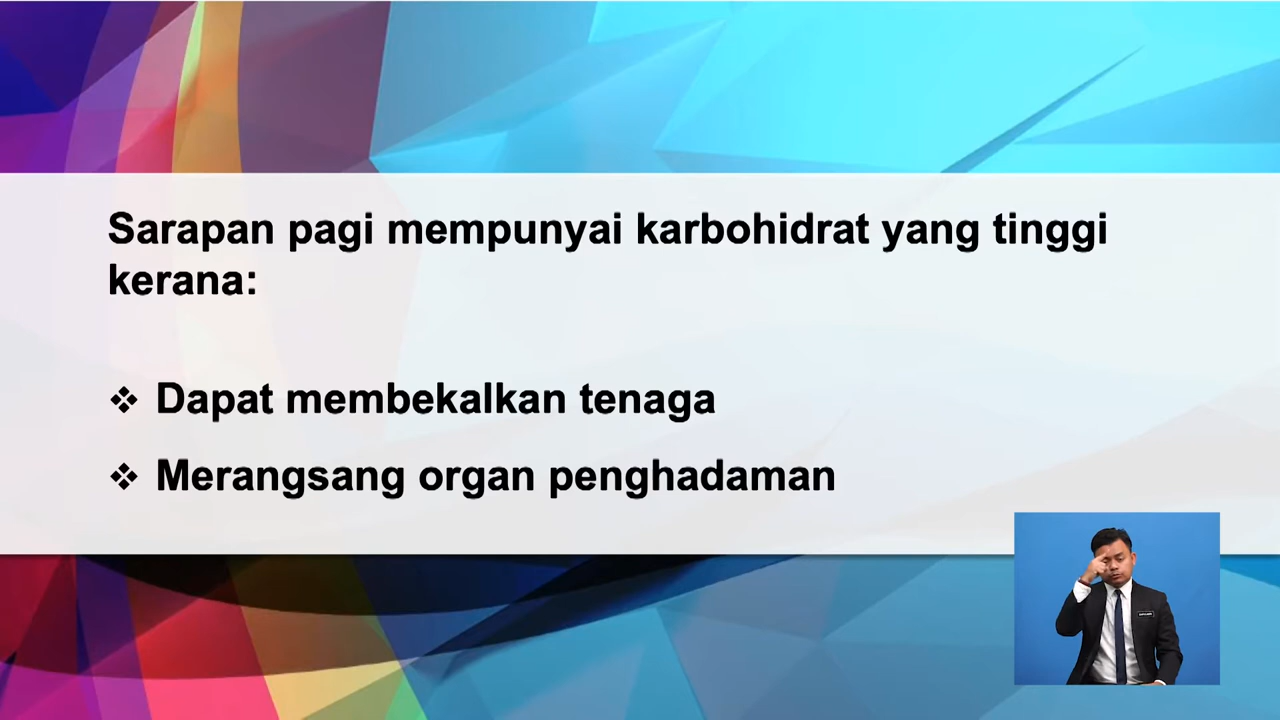 Sarapan pagi mempunyai karbohidrat yang tinggi
kerana:
❖ Dapat membekalkan tenaga
❖ Merangsang organ penghadaman